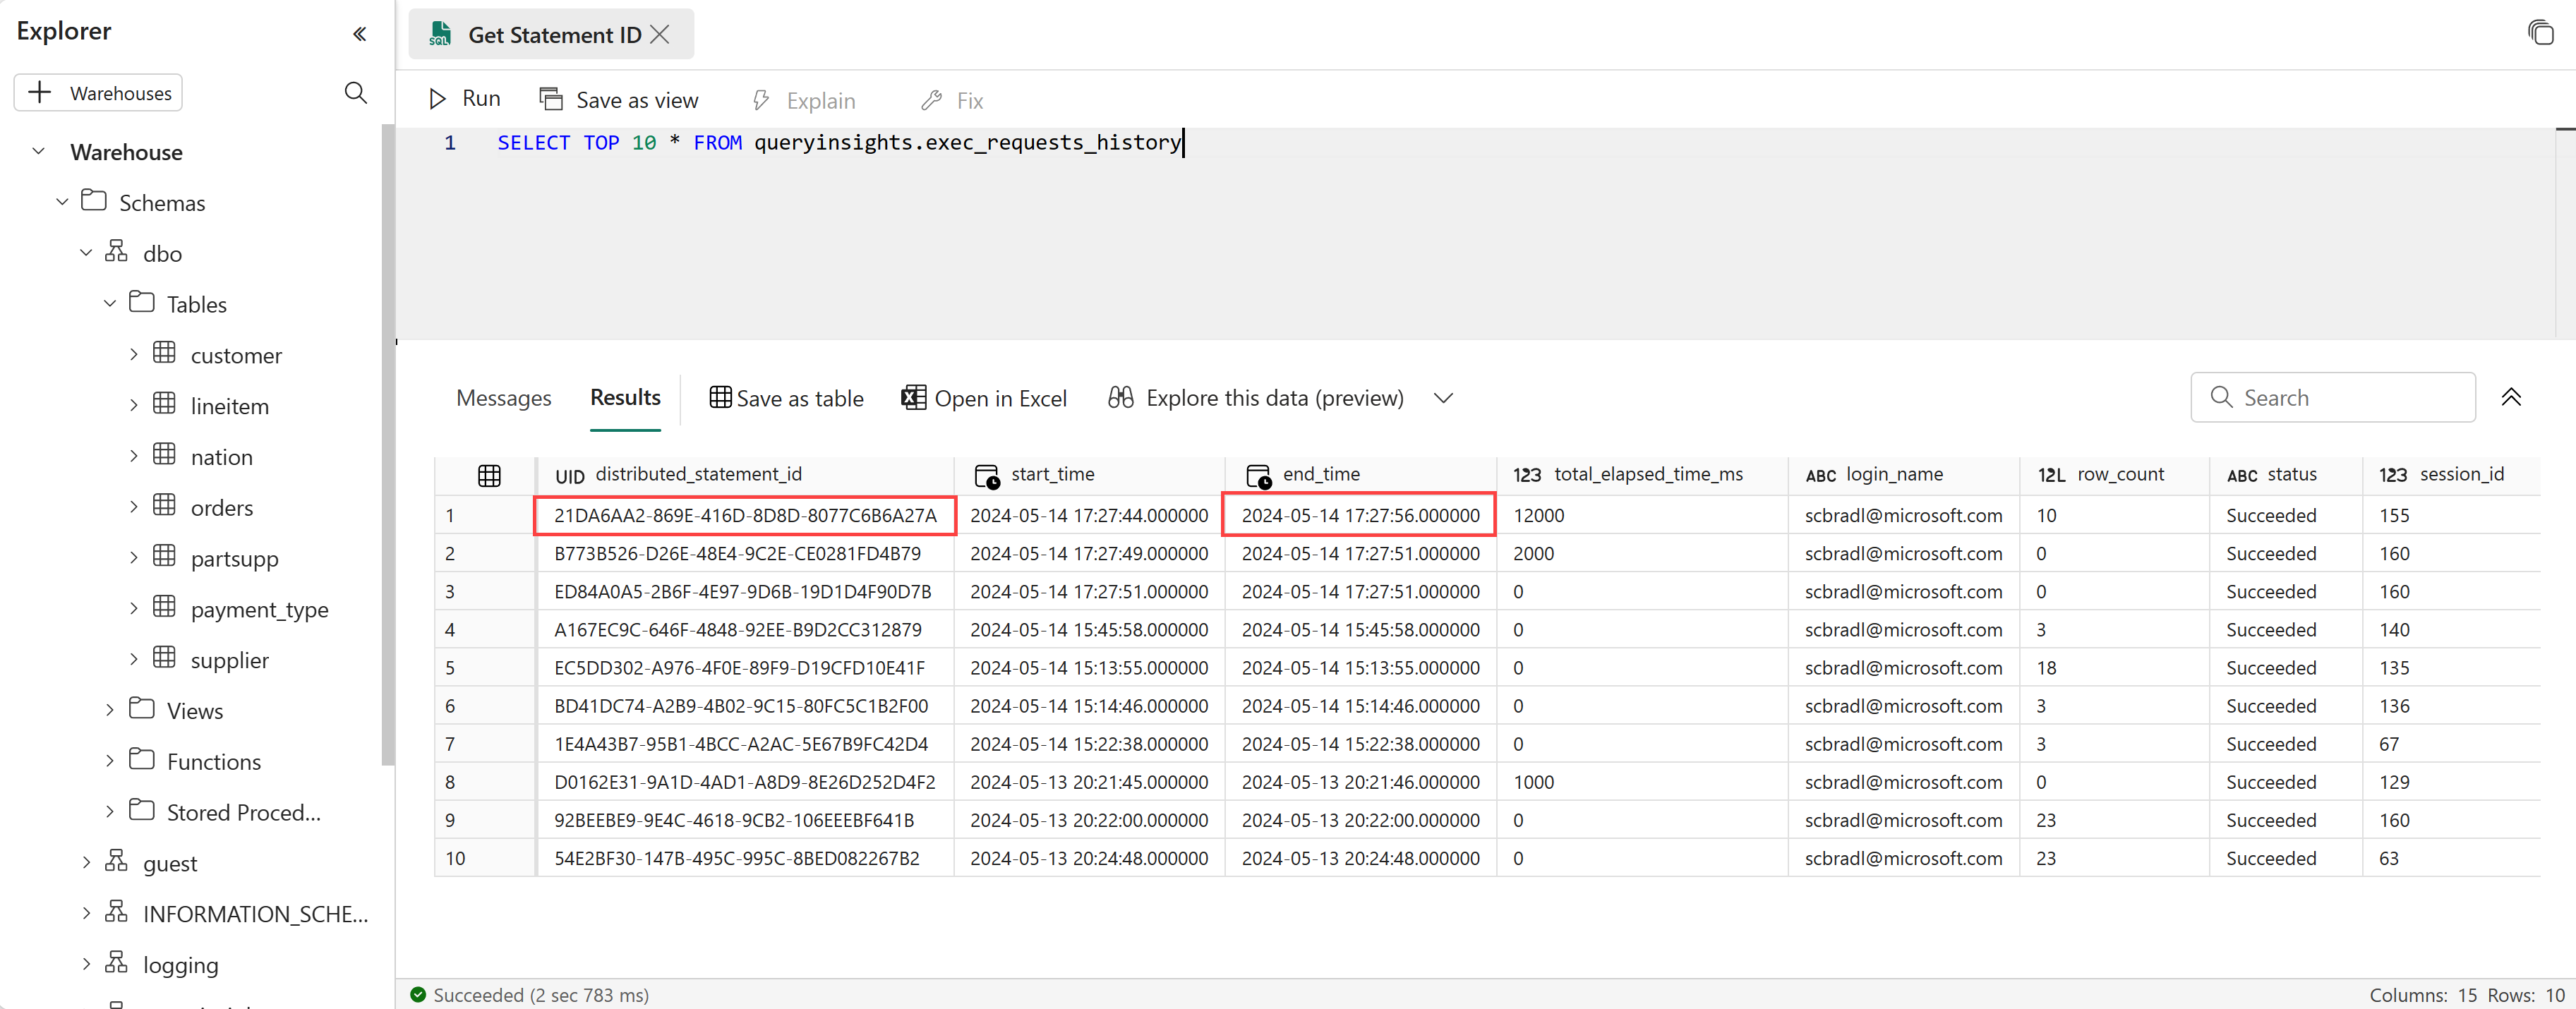 Explorer
Warehouses
Warehouse
Schemas
dbo
Tables
customer
lineitem
nation
orders
partsupp
payment_type
supplier
Views
Functions
Stored Proced...
guest
INFORMATION_SCHE...
logging
SQL Get Statement ID
Run Save as view Explain Fix
1 SELECT TOP 10 * FROM queryinsights.exec_requests_history
Messages Results Save as table Open in Excel Explore this data (preview) Search
UID distributed_statement_id start_time end_time 123 total_elapsed_time_ms ABC login_name 12L row_count ABC status 123 session_id
1 21DA6AA2-869E-416D-8D8D-8077C6B6A27A 2024-05-14 17:27:44.000000 2024-05-14 17:27:56.000000 12000 scbradl@microsoft.com 10 Succeeded 155
2 B773B526-D26E-48E4-9C2E-CE0281FD4B79 2024-05-14 17:27:49.000000 2024-05-14 17:27:51.000000 2000 scbradl@microsoft.com 0 Succeeded 160
3 ED84A0A5-2B6F-4E97-9D6B-19D1D4F90D7B 2024-05-14 17:27:51.000000 2024-05-14 17:27:51.000000 0 scbradl@microsoft.com 0 Succeeded 160
4 A167EC9C-646F-4848-92EE-B9D2CC312879 2024-05-14 15:45:58.000000 2024-05-14 15:45:58.000000 0 scbradl@microsoft.com 3 Succeeded 140
5 EC5DD302-A976-4F0E-89F9-D19CFD10E41F 2024-05-14 15:13:55.000000 2024-05-14 15:13:55.000000 0 scbradl@microsoft.com 18 Succeeded 135
6 BD41DC74-A2B9-4B02-9C15-80FC5C1B2F00 2024-05-14 15:14:46.000000 2024-05-14 15:14:46.000000 0 scbradl@microsoft.com 3 Succeeded 136
7 1E4A43B7-95B1-4BCC-A2AC-5E67B9FC42D4 2024-05-14 15:22:38.000000 2024-05-14 15:22:38.000000 0 scbradl@microsoft.com 3 Succeeded 67
8 D0162E31-9A1D-4AD1-A8D9-8E26D252D4F2 2024-05-13 20:21:45.000000 2024-05-13 20:21:46.000000 1000 scbradl@microsoft.com 0 Succeeded 129
9 92BEEBE9-9E4C-4618-9CB2-106EEEBF641B 2024-05-13 20:22:00.000000 2024-05-13 20:22:00.000000 0 scbradl@microsoft.com 23 Succeeded 160
10 54E2BF30-147B-495C-995C-8BED082267B2 2024-05-13 20:24:48.000000 2024-05-13 20:24:48.000000 0 scbradl@microsoft.com 23 Succeeded 63
Succeeded (2 sec 783 ms) Columns: 15 Rows: 10